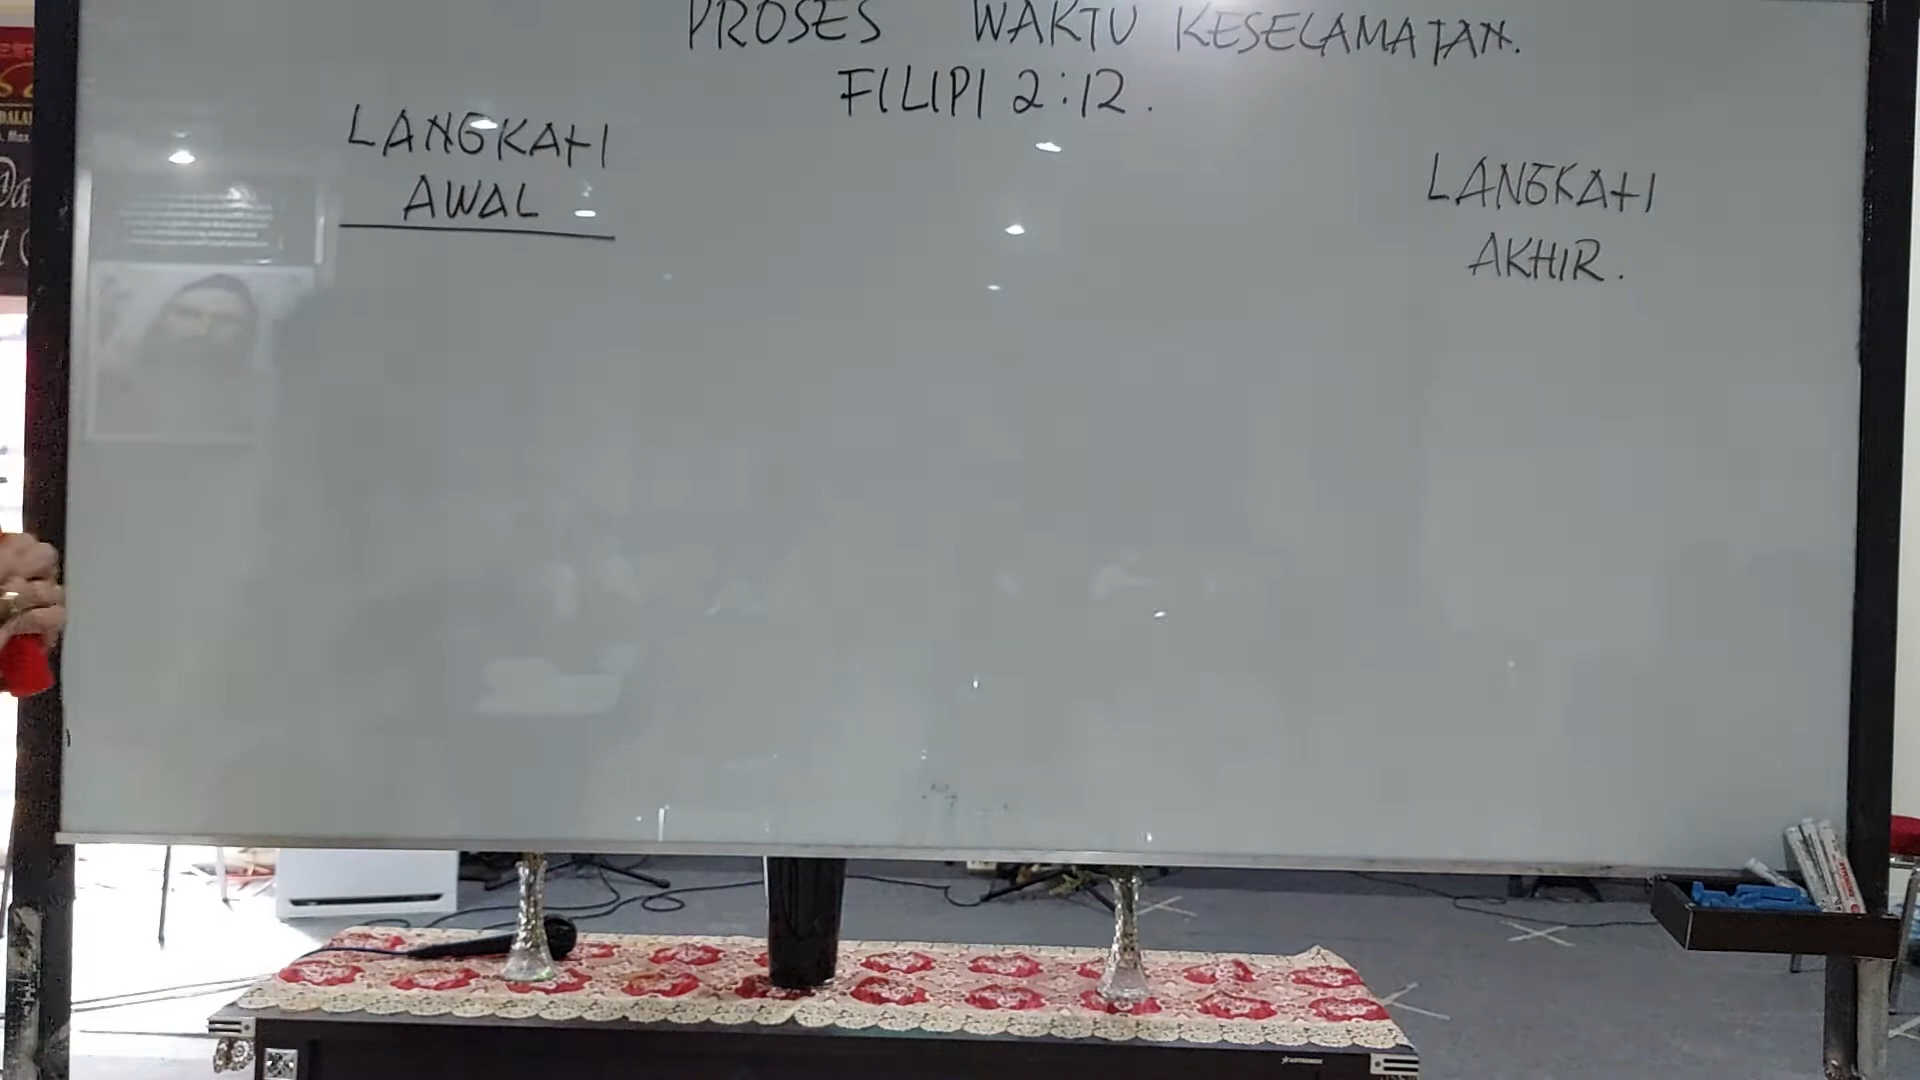 PROSES WAKTU KESELAMATAN.
FILIPI 2:12.
LANGKAH
AWAL
LANGKAH
AKHIR.